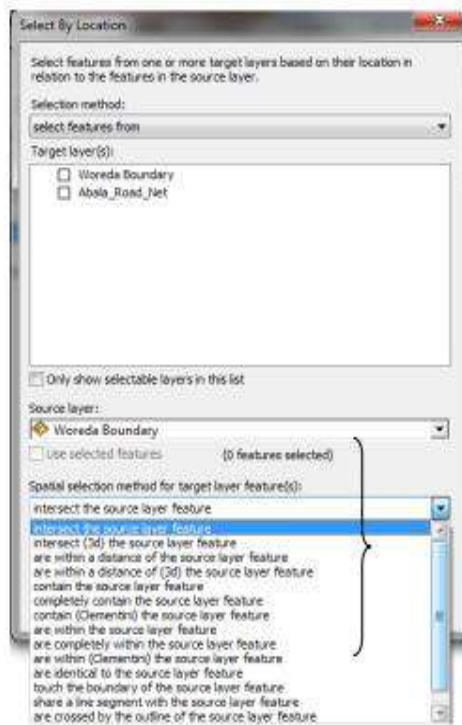 Select By Location
Select features from one or more target layers based on their location in
relation to the features in the source layer.
Selection method:
select features from
Target layer(s):
Woreda Boundary
Abala_Road_Net
Only show selectable layers in this list
Source layer:
Woreda Boundary
Use selected features (0 features selected)
Spatial selection method for target layer feature(s):
intersect the source layer feature
intersect the source layer feature
intersect (3d) the source layer feature
are within a distance of the source layer feature
are within a distance of (3d) the source layer feature
contain the source layer feature
completely contain the source layer feature
contain (Clementini) the source layer feature
are within the source layer feature
are completely within the source layer feature
are within (Clementini) the source layer feature
are identical to the source layer feature
touch the boundary of the source layer feature
share a line segment with the source layer feature
are crossed by the outline of the source layer feature